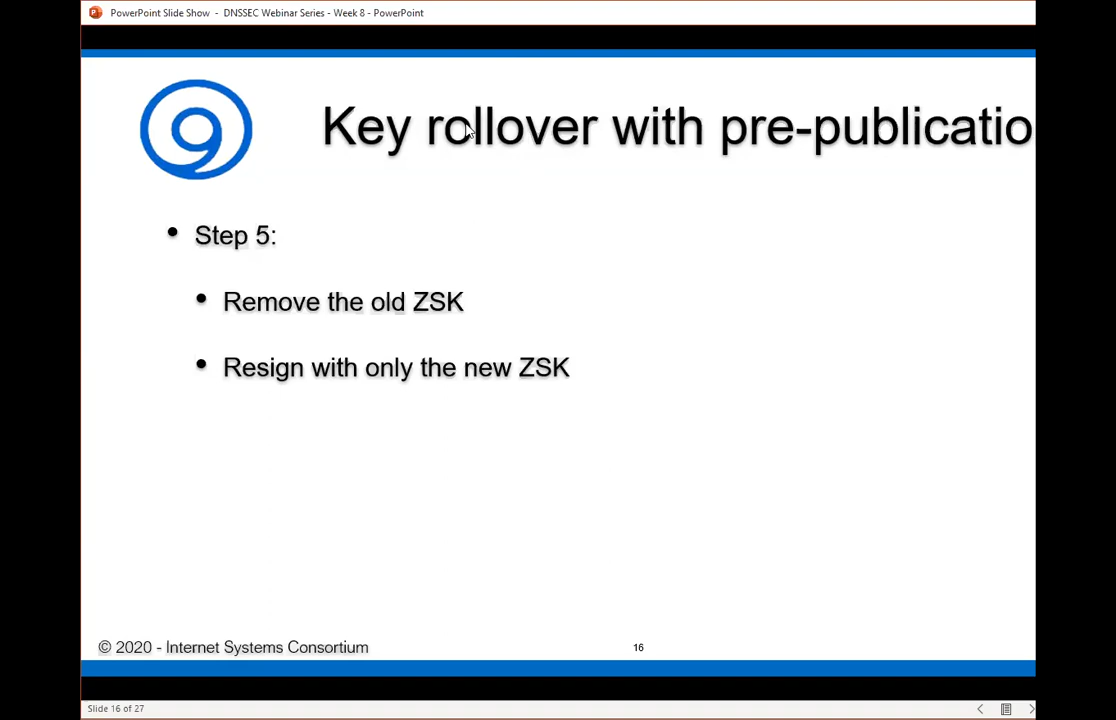 PowerPoint Slide Show - DNSSEC Webinar Series - Week 8 - PowerPoint
Key rollover with pre-publicatio
• Step 5:
• Remove the old ZSK
• Resign with only the new ZSK
© 2020 - Internet Systems Consortium
16
Slide 16 of 27